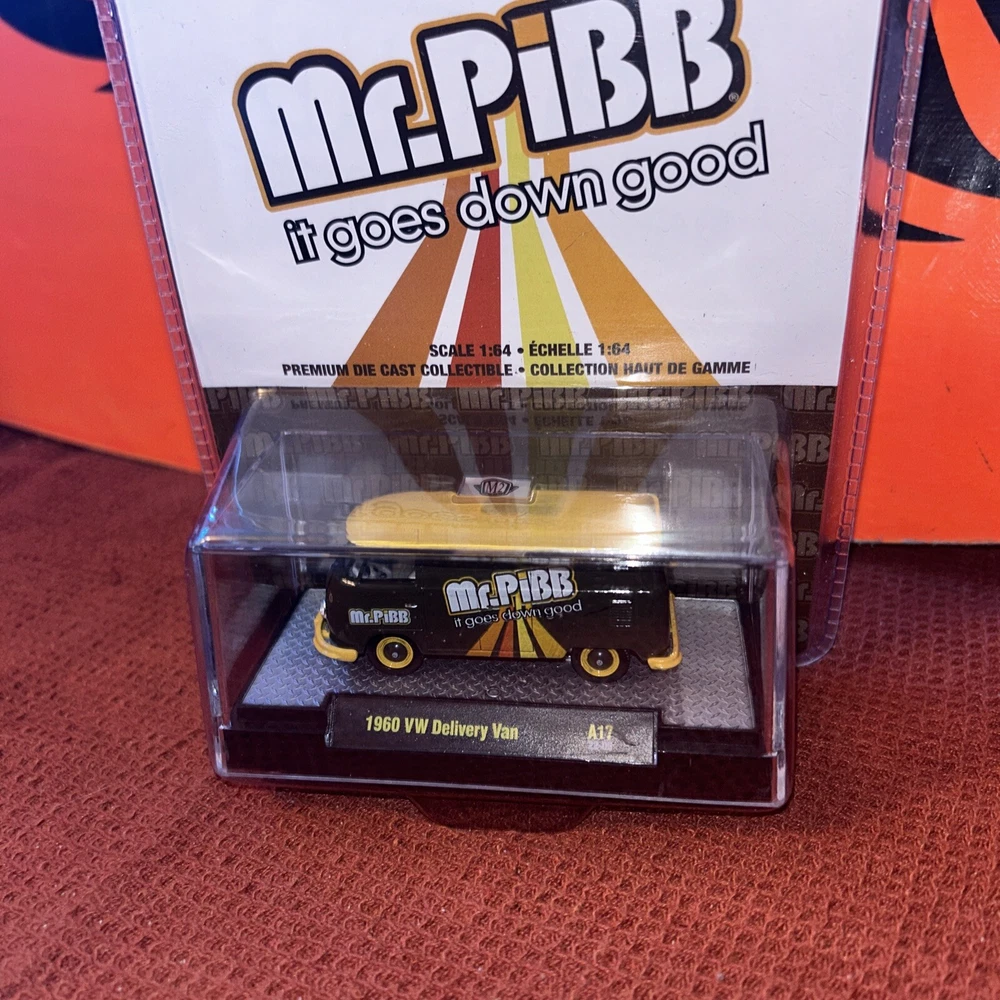 Mr.PiBB®
it goes down good
SCALE 1:64 • ÉCHELLE 1:64
PREMIUM DIE CAST COLLECTIBLE • COLLECTION HAUT DE GAMME
M2
Mr.PiBB
Mr.PiBB
it goes down good
1960 VW Delivery Van A17